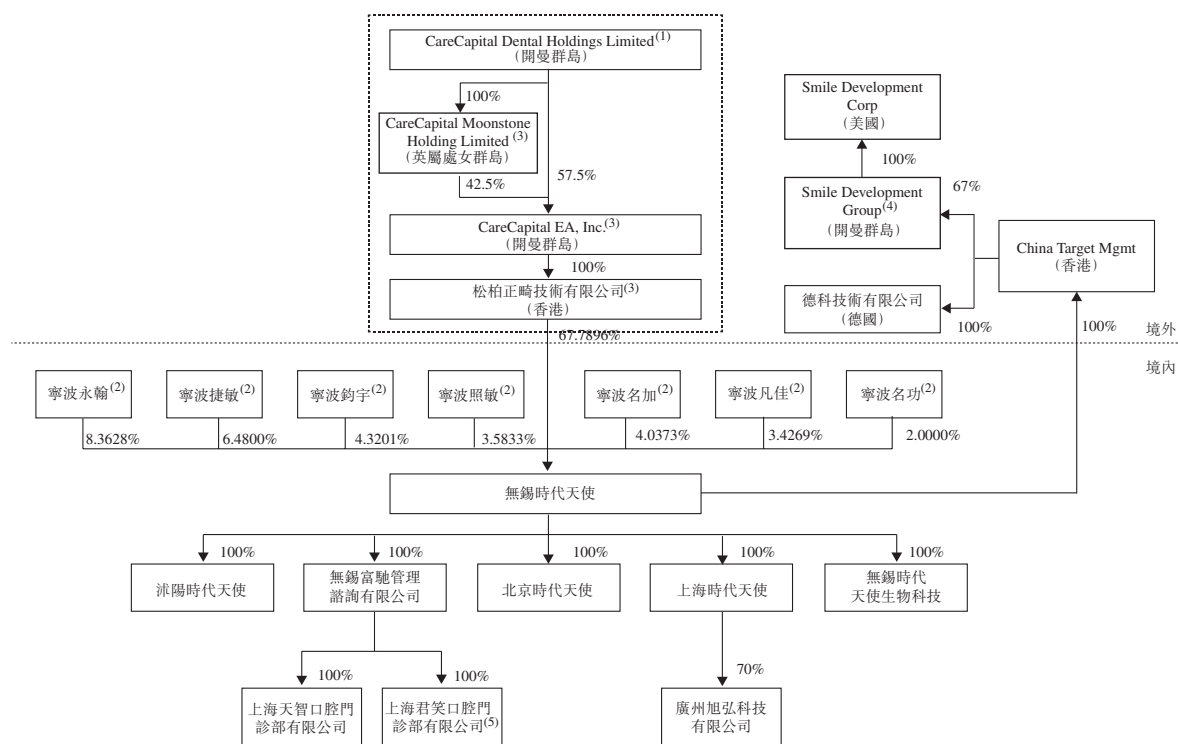 CareCapital Dental Holdings Limited(1)
(開曼群島)
100%
CareCapital Moonstone
Holding Limited (3)
(英屬處女群島)
42.5%
57.5%
CareCapital EA, Inc.(3)
(開曼群島)
100%
松柏正畸技術有限公司(3)
(香港)
67.7896%
Smile Development
Corp
(美國)
100%
Smile Development
Group(4)
(開曼群島)
67%
China Target Mgmt
(香港)
德科技術有限公司
(德國)
100%
100%
境外
境內
寧波永翰(2)
寧波捷敏(2)
寧波鈞宇(2)
寧波照敏(2)
寧波名加(2)
寧波凡佳(2)
寧波名功(2)
8.3628%
6.4800%
4.3201%
3.5833%
4.0373%
3.4269%
2.0000%
無錫時代天使
100%
100%
100%
100%
100%
沭陽時代天使
無錫富馳管理
諮詢有限公司
北京時代天使
上海時代天使
無錫時代
天使生物科技
100%
100%
70%
上海天智口腔門
診部有限公司
上海君笑口腔門
診部有限公司(5)
廣州旭弘科技
有限公司